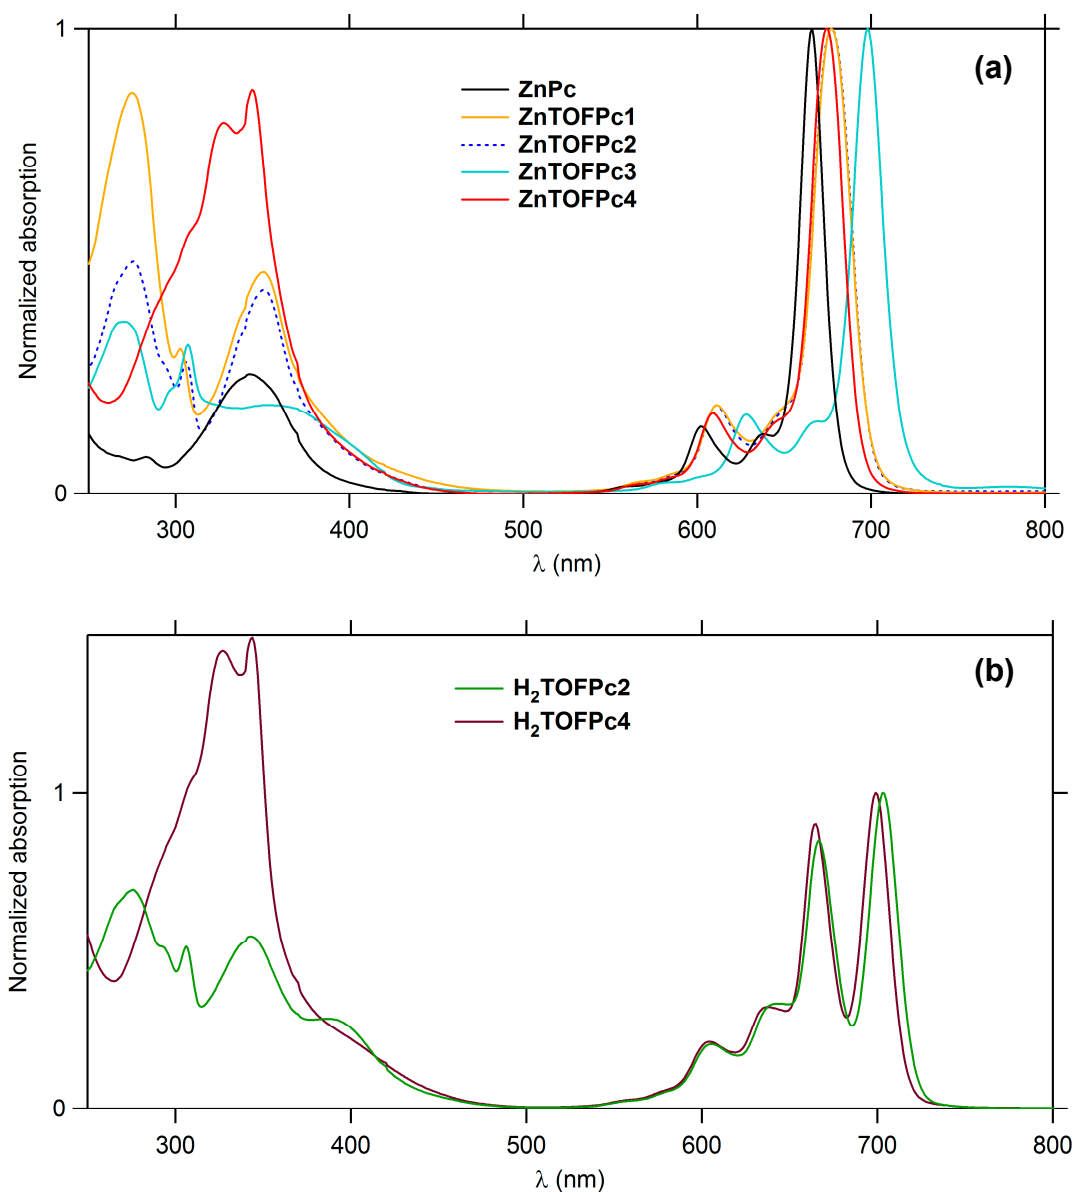 1
(a)
ZnPc
ZnTOFPc1
ZnTOFPc2
ZnTOFPc3
ZnTOFPc4
Normalized absorption
0
300 400 500 600 700 800
λ (nm)
(b)
H₂TOFPc2
H₂TOFPc4
1
Normalized absorption
0
300 400 500 600 700 800
λ (nm)